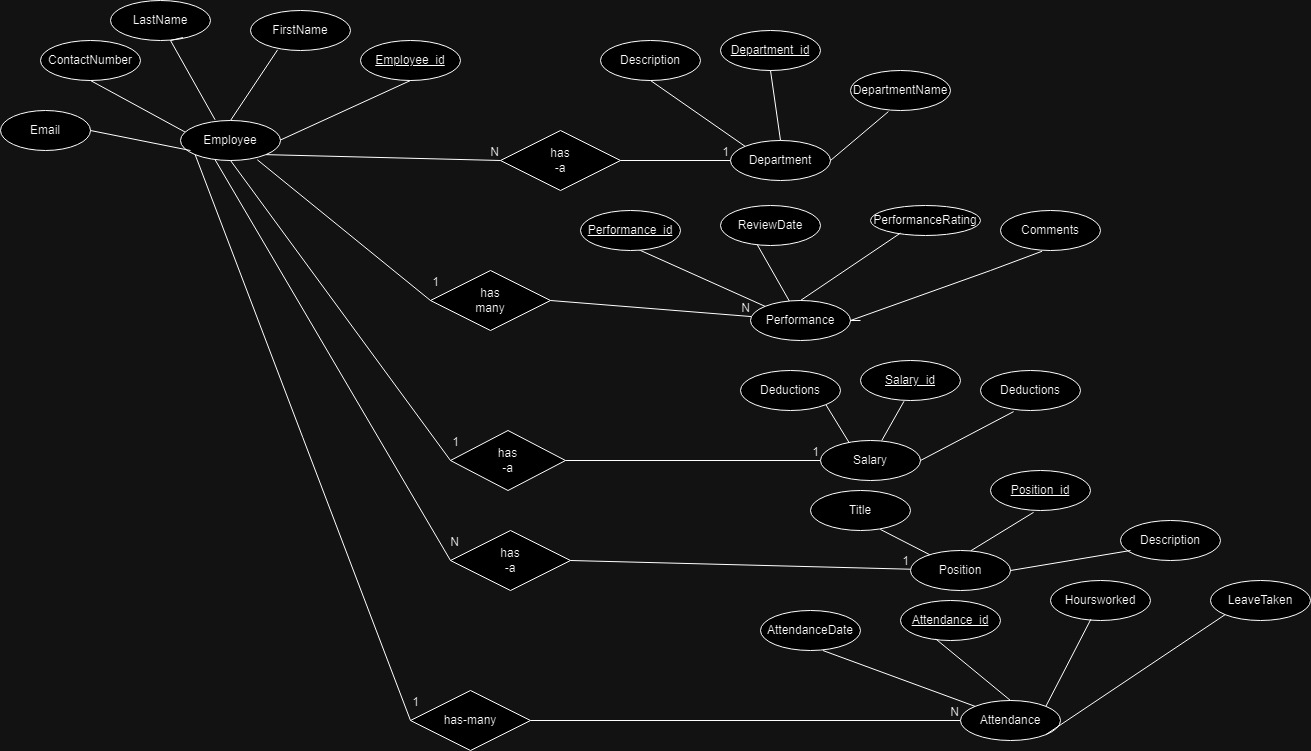 LastName
FirstName
ContactNumber
Employee_id
Email
Employee
Description
Department_id
DepartmentName
N
has
-a
1
Department
Performance_id
ReviewDate
PerformanceRating
Comments
1
has
many
N
Performance
Deductions
Salary_id
Deductions
1
has
-a
1
Salary
Title
Position_id
Description
N
has
-a
1
Position
AttendanceDate
Attendance_id
Hoursworked
LeaveTaken
1
has-many
N
Attendance